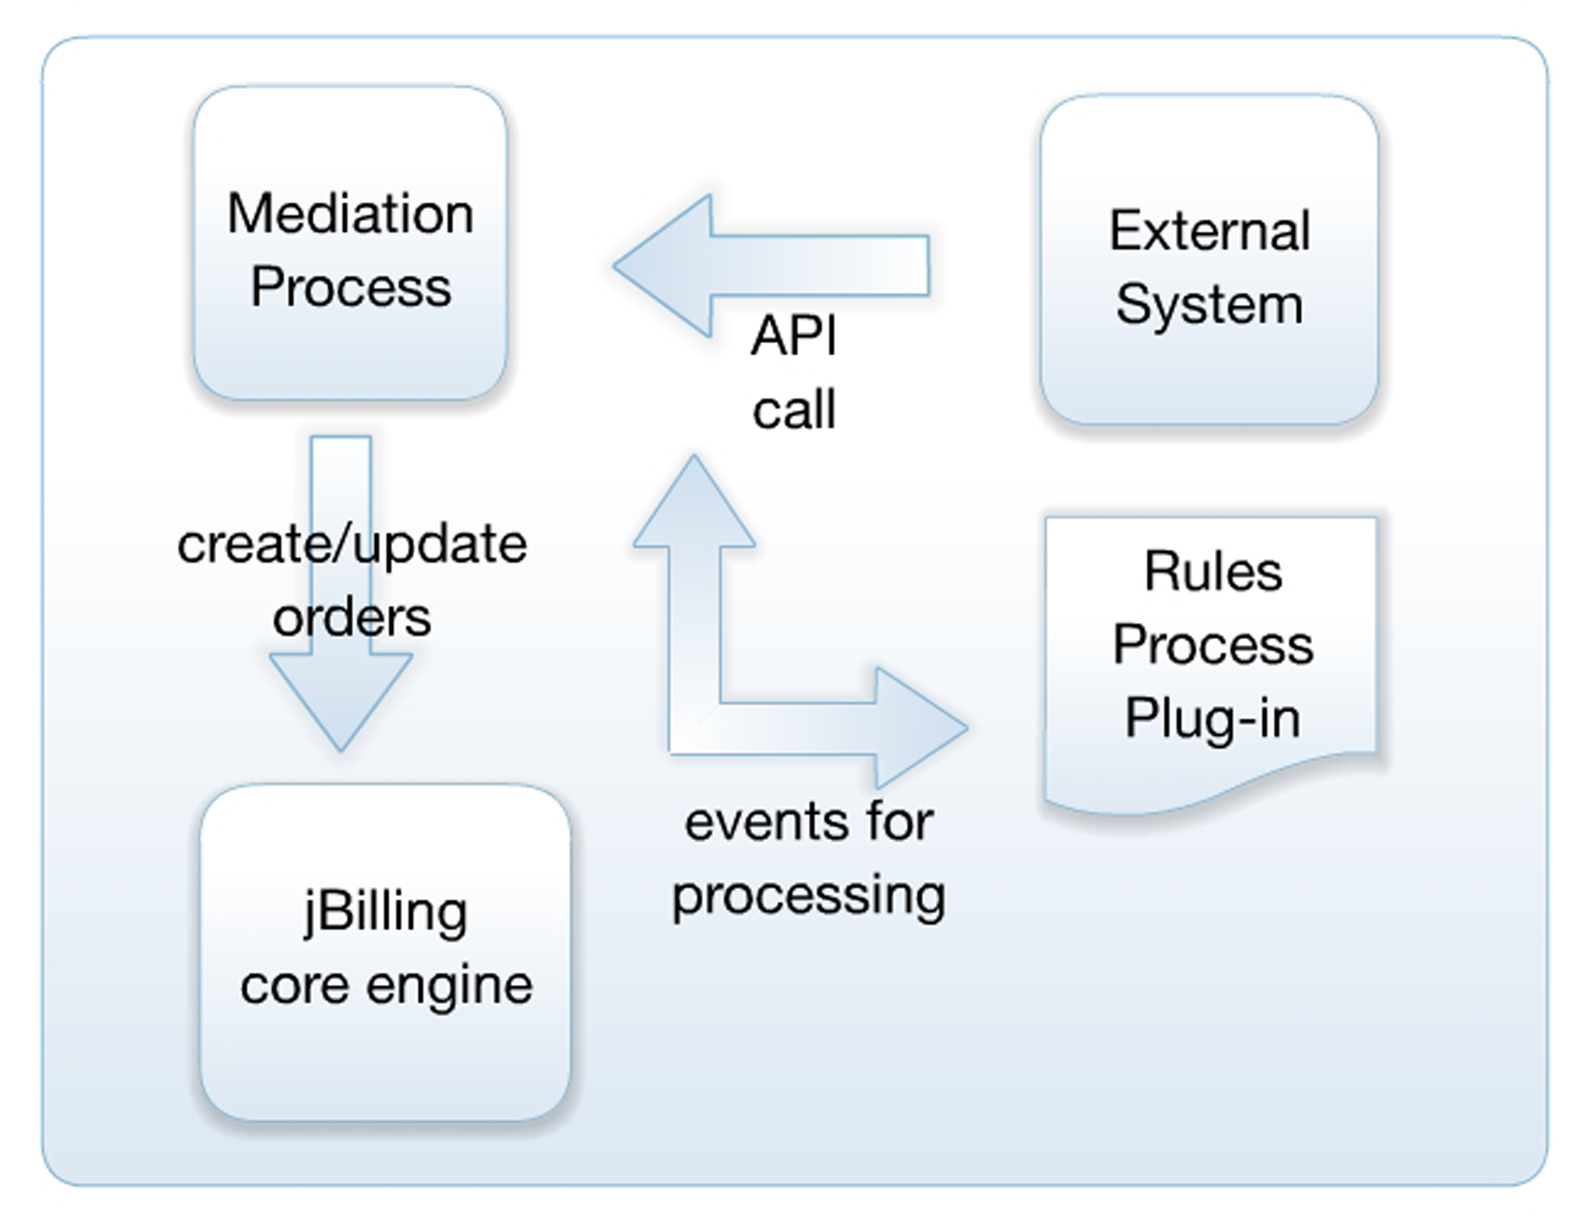 Mediation
Process
External
System
API
call
create/update
orders
Rules
Process
Plug-in
events for
processing
jBilling
core engine